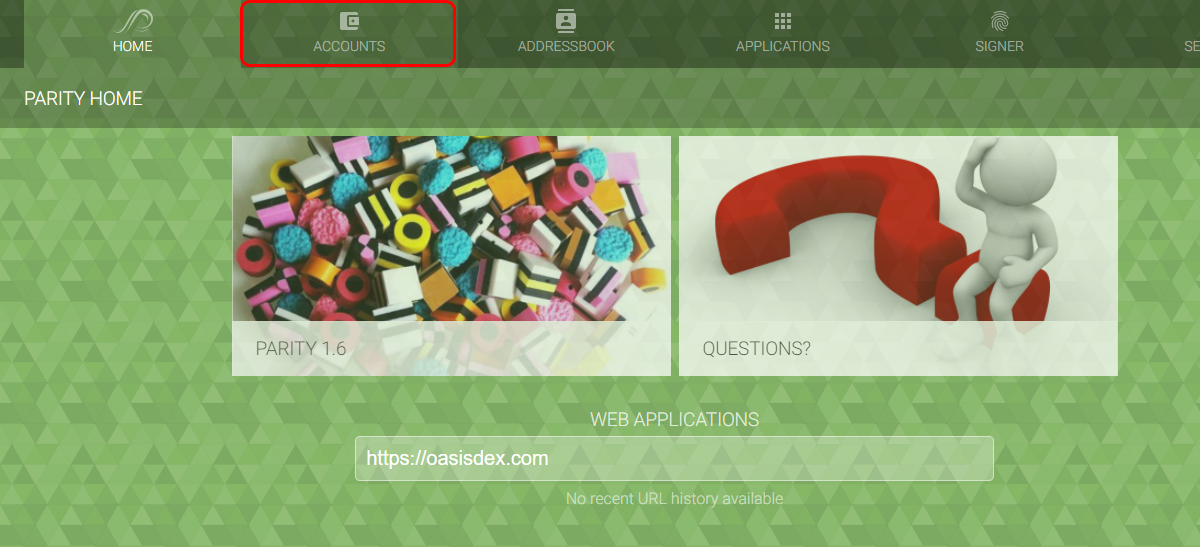 HOME
ACCOUNTS
ADDRESSBOOK
APPLICATIONS
SIGNER
SE
PARITY HOME
PARITY 1.6
QUESTIONS?
WEB APPLICATIONS
https://oasisdex.com
No recent URL history available